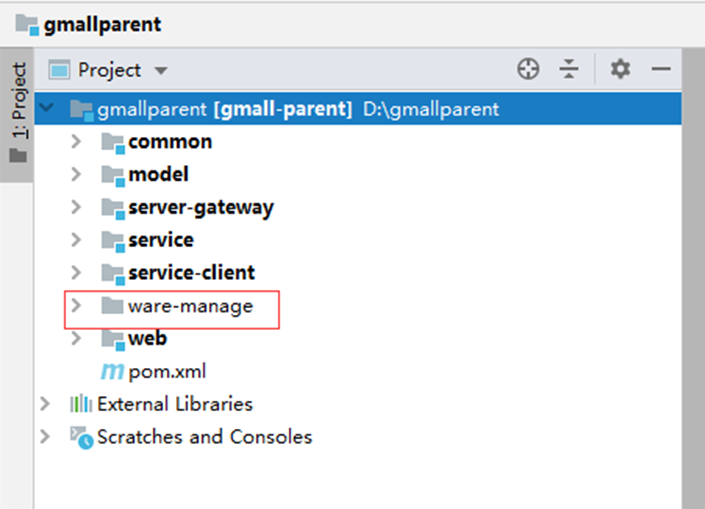 gmallparent
1: Project
Project
gmallparent [gmall-parent] D:\gmallparent
common
model
server-gateway
service
service-client
ware-manage
web
m pom.xml
External Libraries
Scratches and Consoles